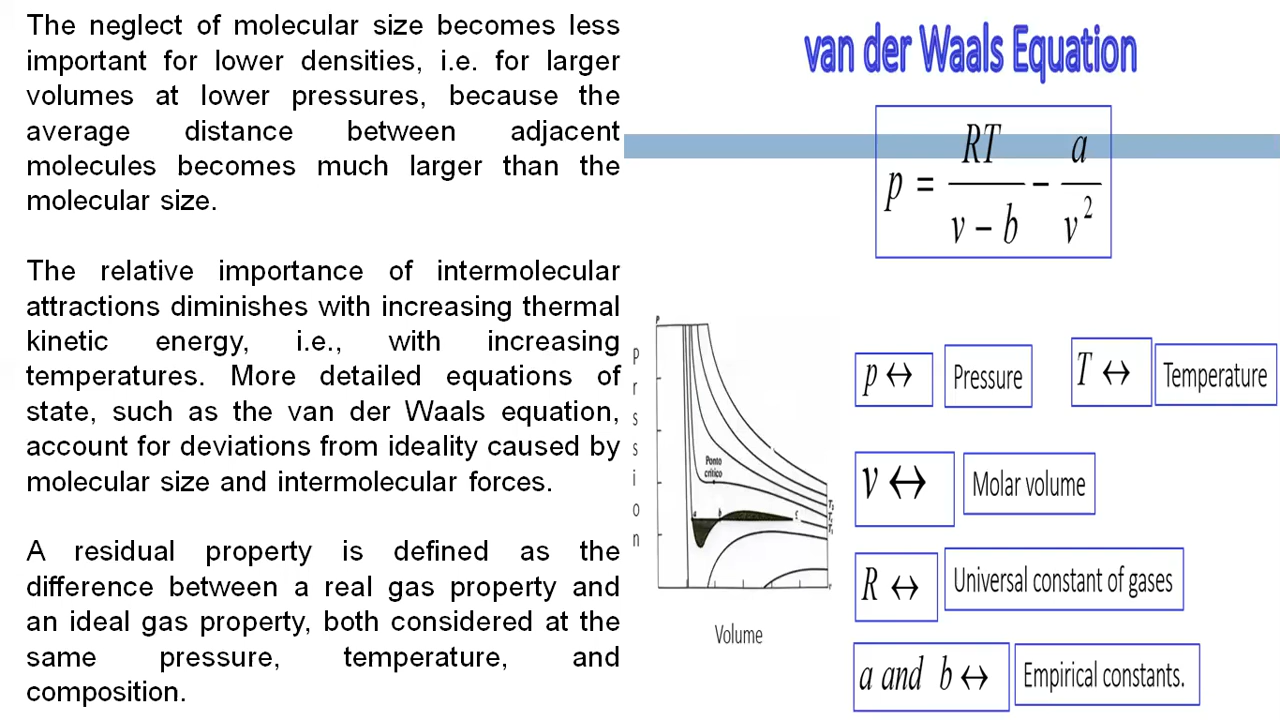 The neglect of molecular size becomes less
important for lower densities, i.e. for larger
volumes at lower pressures, because the
average distance between adjacent
molecules becomes much larger than the
molecular size.
The relative importance of intermolecular
attractions diminishes with increasing thermal
kinetic energy, i.e., with increasing
temperatures. More detailed equations of
state, such as the van der Waals equation,
account for deviations from ideality caused by
molecular size and intermolecular forces.
A residual property is defined as the
difference between a real gas property and
an ideal gas property, both considered at the
same pressure, temperature, and
composition.
van der Waals Equation
p = RT / (v − b) − a / v²
P
Prssion
Ponto
crítico
a b c
Volume
p ↔ Pressure
T ↔ Temperature
v ↔ Molar volume
R ↔ Universal constant of gases
a and b ↔ Empirical constants.